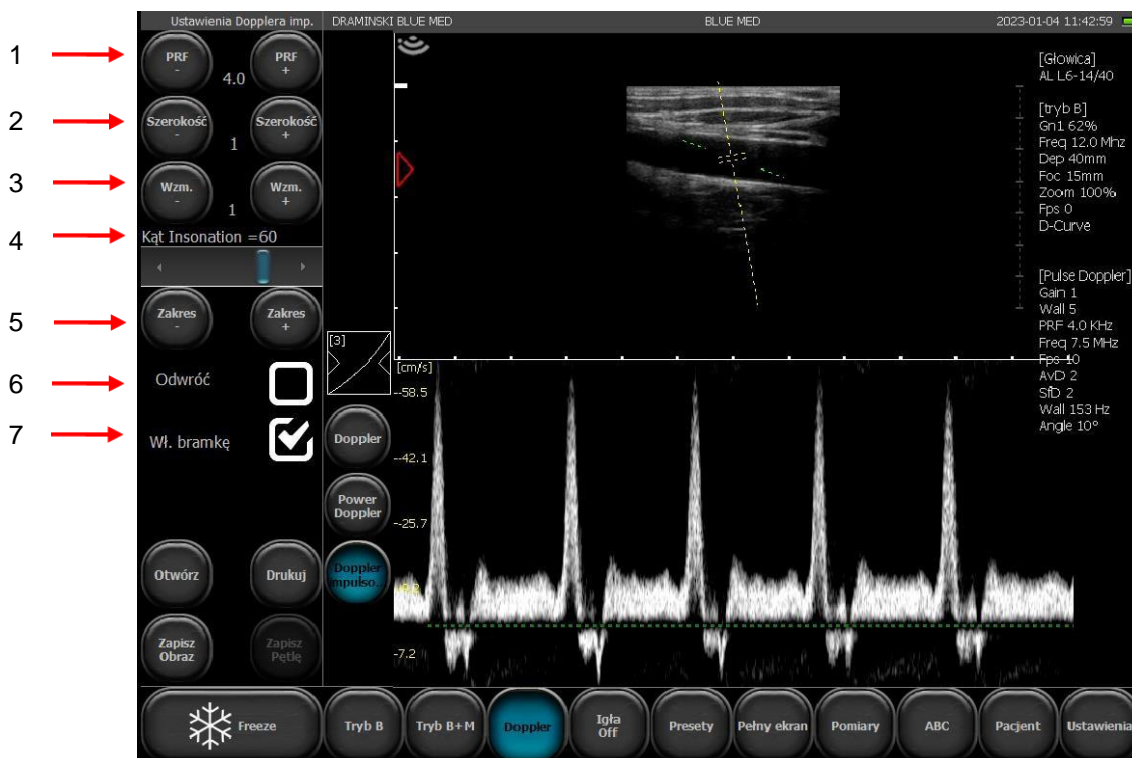 Ustawienia Dopplera imp.
DRAMINSKI BLUE MED
BLUE MED
2023-01-04 11:42:59
1
PRF
-
4.0
PRF
+
2
Szerokość
-
1
Szerokość
+
3
Wzm.
-
1
Wzm.
+
4
Kąt Insonation =60
5
Zakres
-
Zakres
+
6
Odwróć
7
Wł. bramkę
Otwórz
Drukuj
Zapisz
Obraz
Zapisz
Pętlę
[3]
Doppler
Power
Doppler
Doppler
impulso..
[Głowica]
AL L6-14/40
[tryb B]
Gn1 62%
Freq 12.0 Mhz
Dep 40mm
Foc 15mm
Zoom 100%
Fps 0
D-Curve
[Pulse Doppler]
Gain 1
Wall 5
PRF 4.0 KHz
Freq 7.5 MHz
Fps 10
AvD 2
SfD 2
Wall 153 Hz
Angle 10°
[cm/s]
-58.5
-42.1
-25.7
-7.2
Freeze
Tryb B
Tryb B+M
Doppler
Igła
Off
Presety
Pełny ekran
Pomiary
ABC
Pacjent
Ustawienia